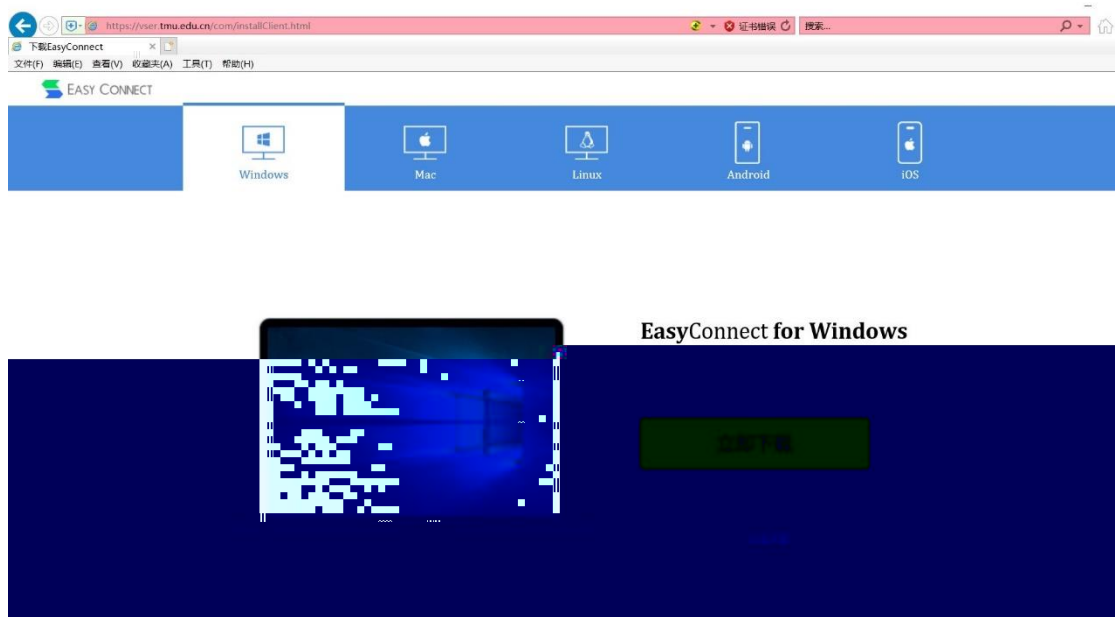 https://vser.tmu.edu.cn/com/installClient.html 证书错误 搜索...
下载EasyConnect
文件(F) 编辑(E) 查看(V) 收藏夹(A) 工具(T) 帮助(H)
EASY CONNECT
Windows Mac Linux Android iOS
EasyConnect for Windows
立即下载